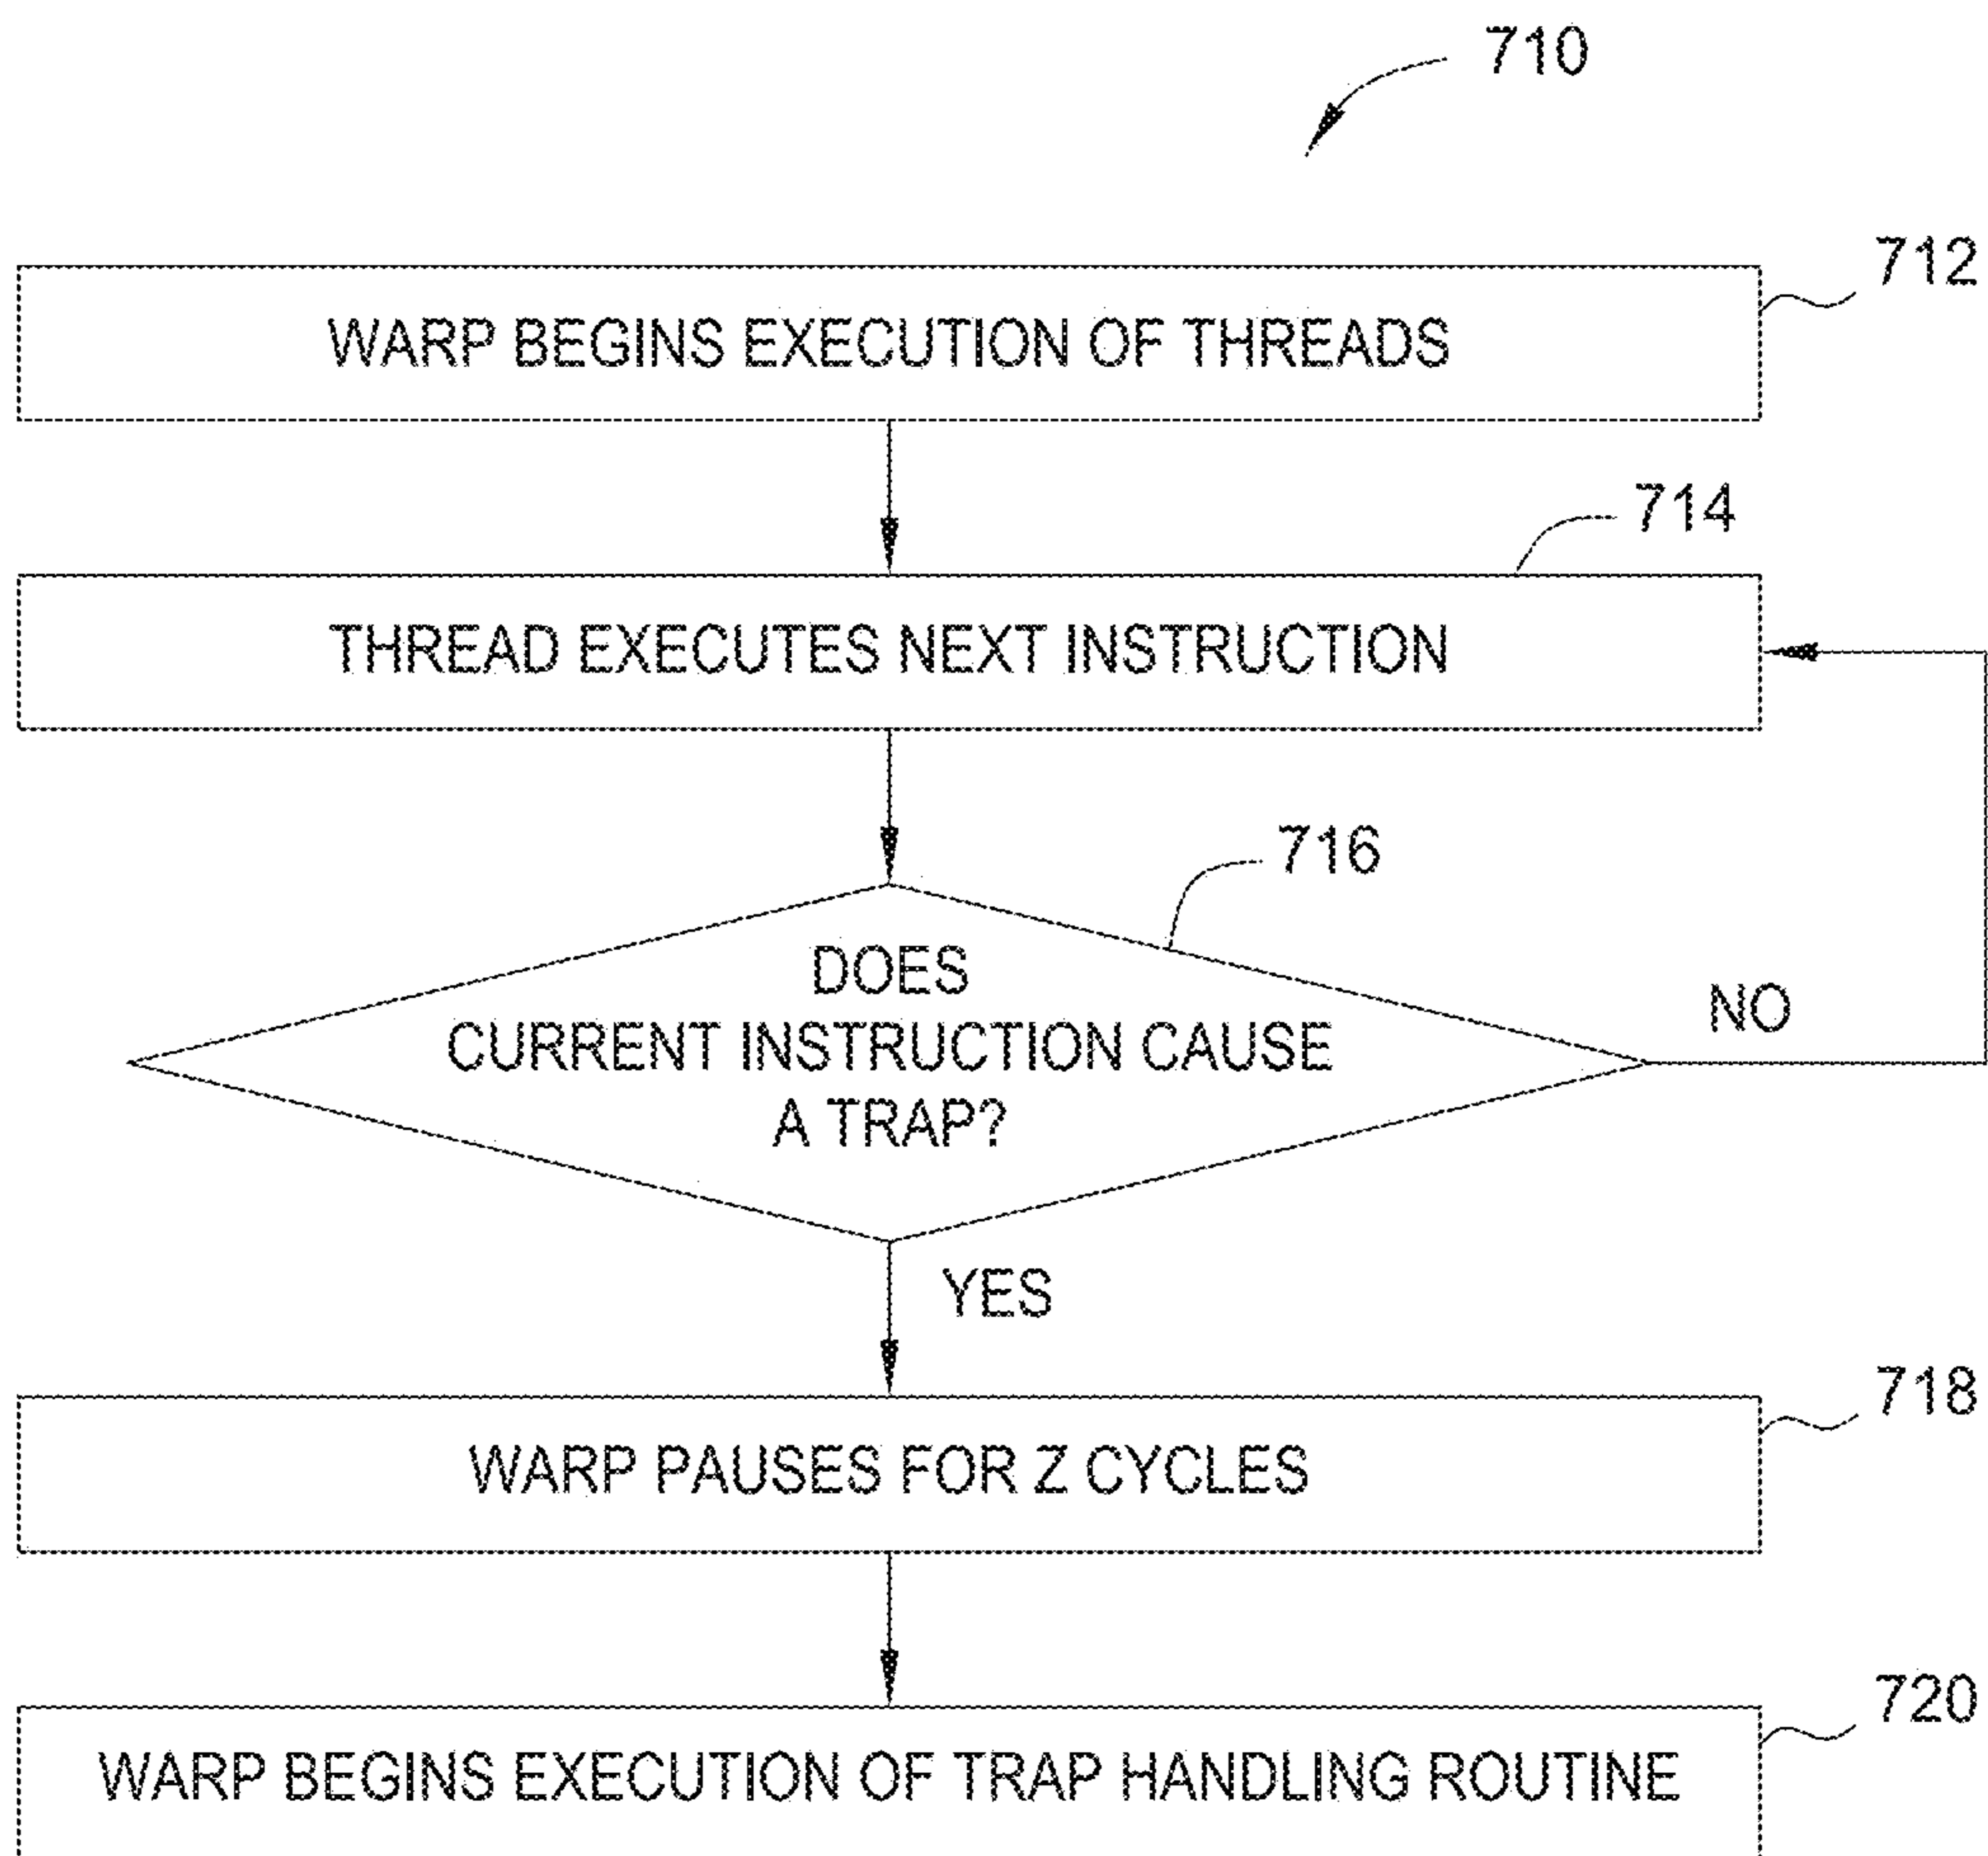 710
712
WARP BEGINS EXECUTION OF THREADS
714
THREAD EXECUTES NEXT INSTRUCTION
716
DOES
CURRENT INSTRUCTION CAUSE
A TRAP?
NO
YES
718
WARP PAUSES FOR Z CYCLES
720
WARP BEGINS EXECUTION OF TRAP HANDLING ROUTINE